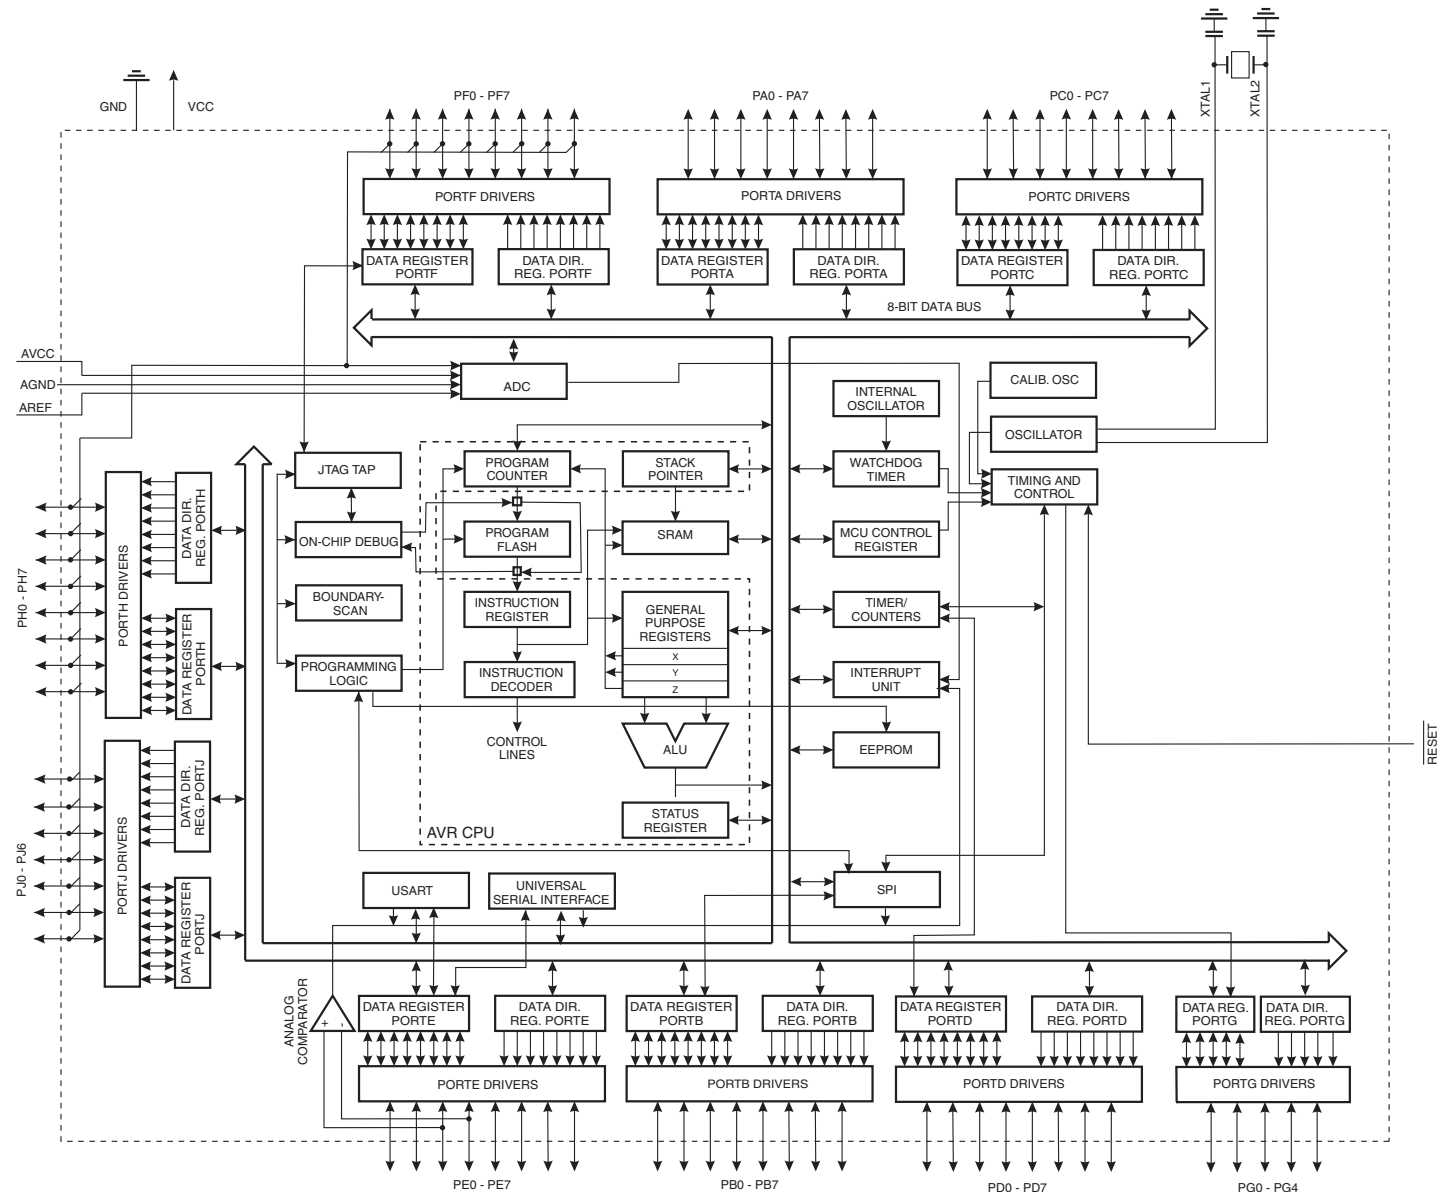 XTAL1
XTAL2
GND
VCC
PF0 - PF7
PA0 - PA7
PC0 - PC7
PORTF DRIVERS
PORTA DRIVERS
PORTC DRIVERS
DATA REGISTER
PORTF
DATA DIR.
REG. PORTF
DATA REGISTER
PORTA
DATA DIR.
REG. PORTA
DATA REGISTER
PORTC
DATA DIR.
REG. PORTC
8-BIT DATA BUS
AVCC
AGND
AREF
ADC
INTERNAL
OSCILLATOR
CALIB. OSC
OSCILLATOR
JTAG TAP
PROGRAM
COUNTER
STACK
POINTER
WATCHDOG
TIMER
TIMING AND
CONTROL
ON-CHIP DEBUG
PROGRAM
FLASH
SRAM
MCU CONTROL
REGISTER
BOUNDARY-
SCAN
INSTRUCTION
REGISTER
GENERAL
PURPOSE
REGISTERS
X
Y
Z
TIMER/
COUNTERS
PROGRAMMING
LOGIC
INSTRUCTION
DECODER
INTERRUPT
UNIT
CONTROL
LINES
ALU
EEPROM
RESET
STATUS
REGISTER
AVR CPU
PH0 - PH7
PORTH DRIVERS
DATA DIR.
REG. PORTH
DATA REGISTER
PORTH
PJ0 - PJ6
PORTJ DRIVERS
DATA DIR.
REG. PORTJ
DATA REGISTER
PORTJ
USART
UNIVERSAL
SERIAL INTERFACE
SPI
ANALOG
COMPARATOR
+
-
DATA REGISTER
PORTE
DATA DIR.
REG. PORTE
DATA REGISTER
PORTB
DATA DIR.
REG. PORTB
DATA REGISTER
PORTD
DATA DIR.
REG. PORTD
DATA REG.
PORTG
DATA DIR.
REG. PORTG
PORTE DRIVERS
PORTB DRIVERS
PORTD DRIVERS
PORTG DRIVERS
PE0 - PE7
PB0 - PB7
PD0 - PD7
PG0 - PG4